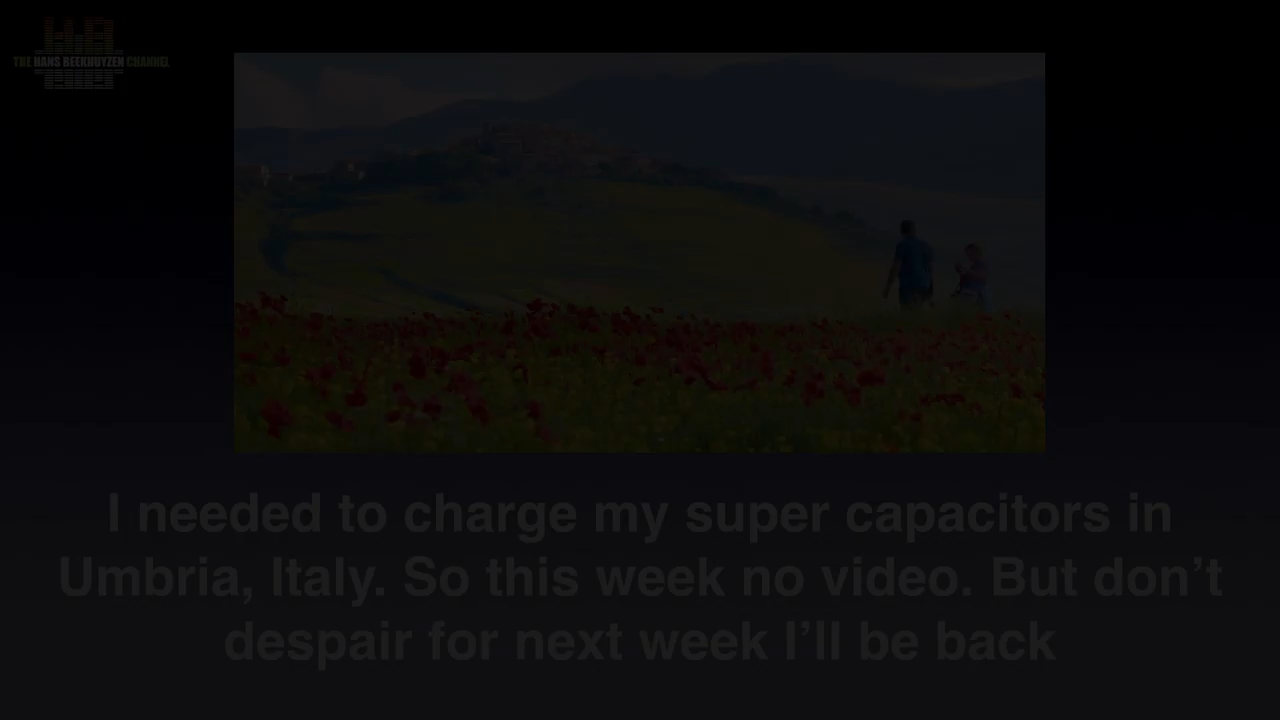 THE HANS BEEKHUYZEN CHANNEL
I needed to charge my super capacitors in
Umbria, Italy. So this week no video. But don’t
despair for next week I’ll be back